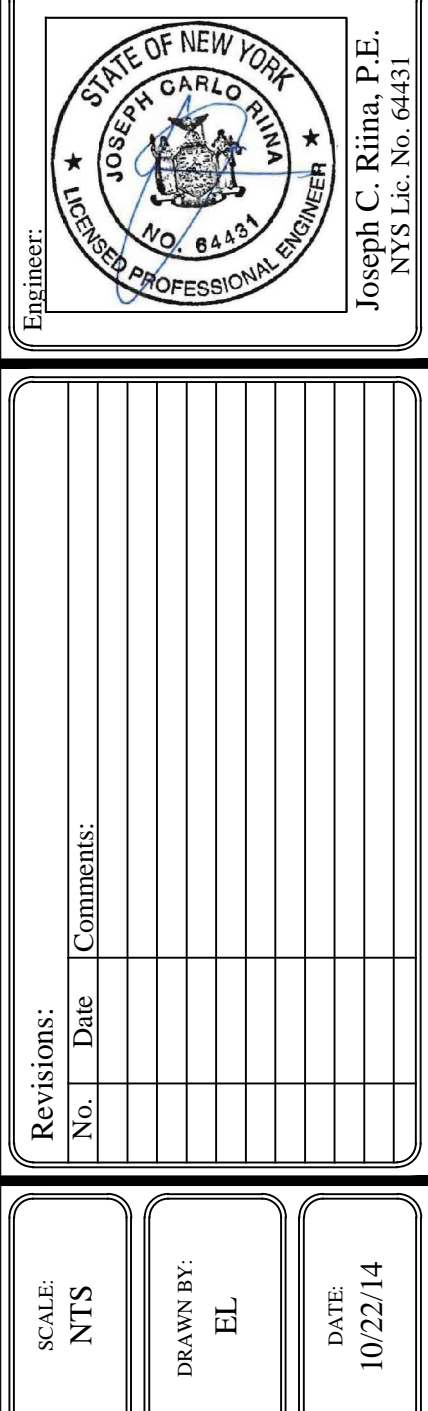 Engineer:
STATE OF NEW YORK
JOSEPH CARLO RIINA
NO. 64431
LICENSED PROFESSIONAL ENGINEER
Joseph C. Riina, P.E.
NYS Lic. No. 64431
Revisions:
No. Date Comments:
SCALE:
NTS
DRAWN BY:
EL
DATE:
10/22/14